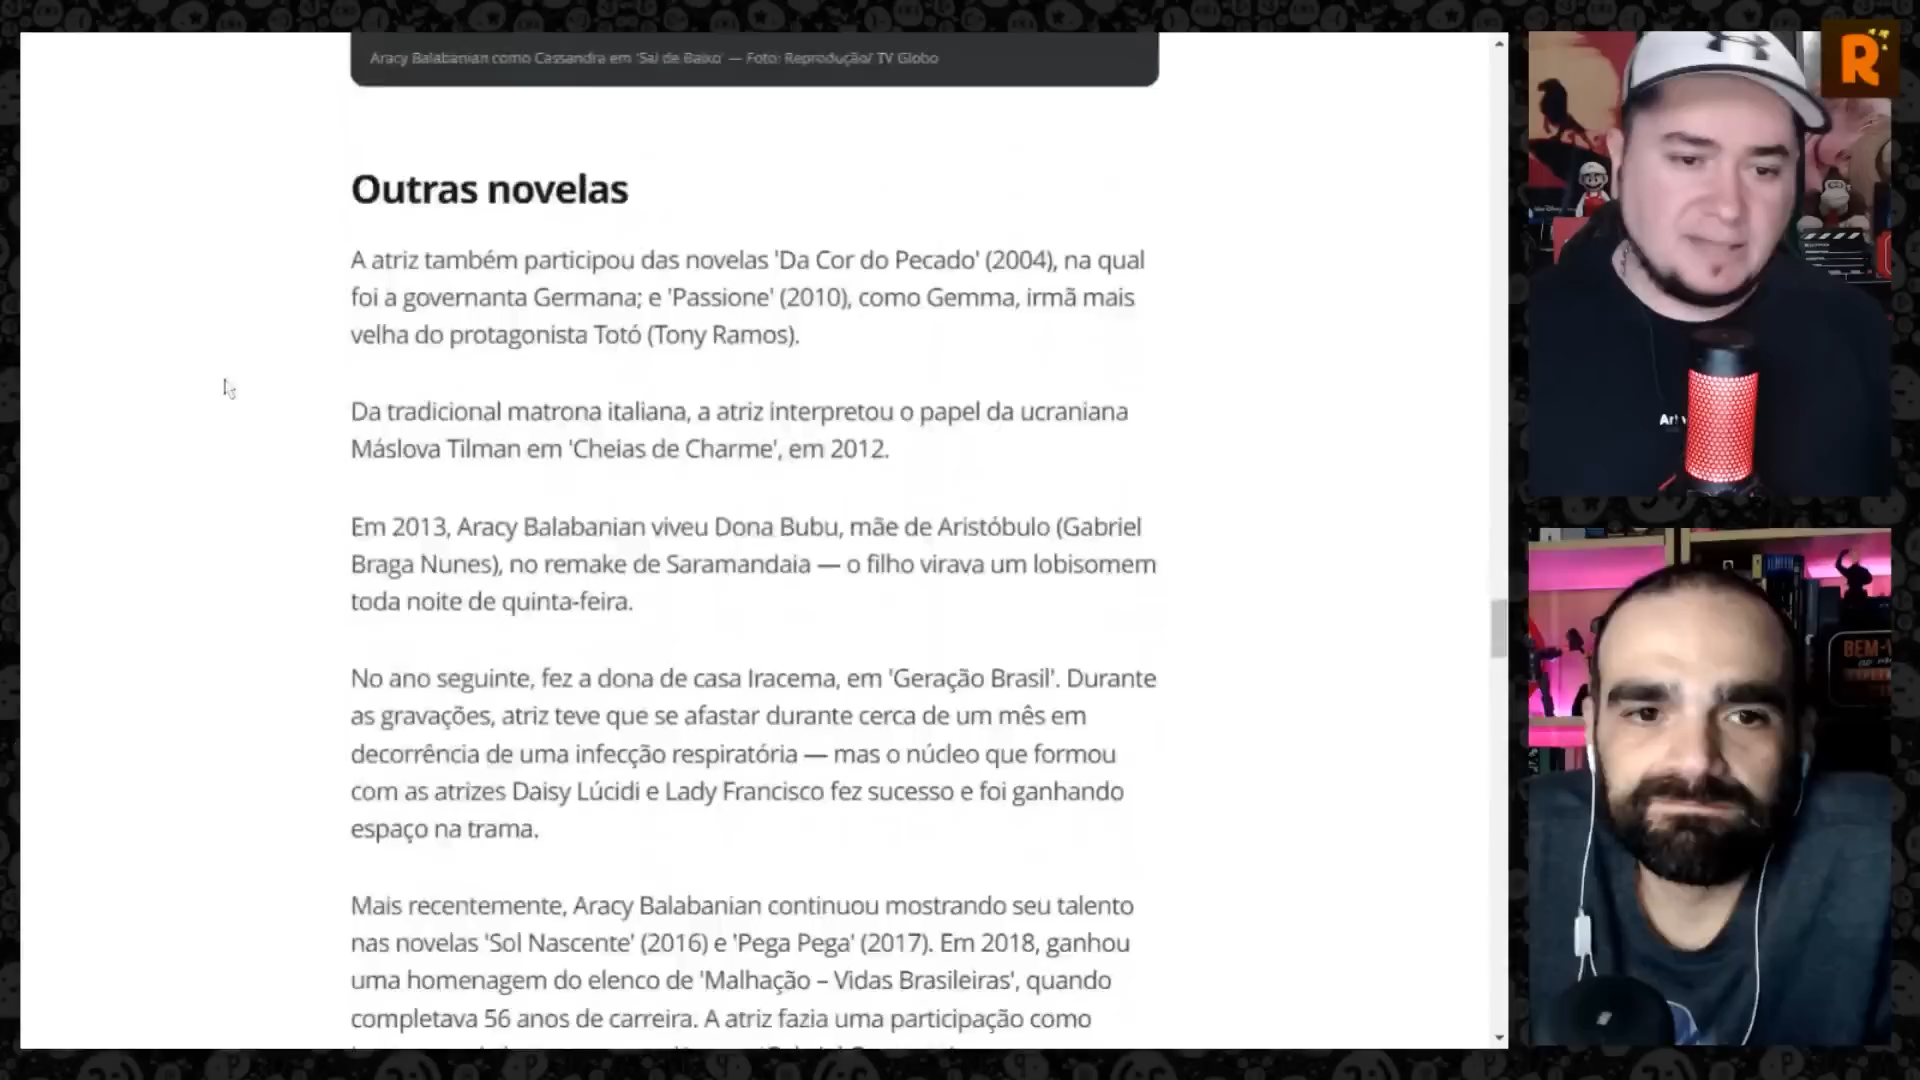 Aracy Balabanian como Cassandra em 'Sai de Baixo' — Foto: Reprodução/ TV Globo
R
Outras novelas
A atriz também participou das novelas 'Da Cor do Pecado' (2004), na qual
foi a governanta Germana; e 'Passione' (2010), como Gemma, irmã mais
velha do protagonista Totó (Tony Ramos).
Da tradicional matrona italiana, a atriz interpretou o papel da ucraniana
Máslova Tilman em 'Cheias de Charme', em 2012.
Art
Em 2013, Aracy Balabanian viveu Dona Bubu, mãe de Aristóbulo (Gabriel
Braga Nunes), no remake de Saramandaia — o filho virava um lobisomem
toda noite de quinta-feira.
BEM-V
No ano seguinte, fez a dona de casa Iracema, em 'Geração Brasil'. Durante
as gravações, atriz teve que se afastar durante cerca de um mês em
decorrência de uma infecção respiratória — mas o núcleo que formou
com as atrizes Daisy Lúcidi e Lady Francisco fez sucesso e foi ganhando
espaço na trama.
Mais recentemente, Aracy Balabanian continuou mostrando seu talento
nas novelas 'Sol Nascente' (2016) e 'Pega Pega' (2017). Em 2018, ganhou
uma homenagem do elenco de 'Malhação – Vidas Brasileiras', quando
completava 56 anos de carreira. A atriz fazia uma participação como